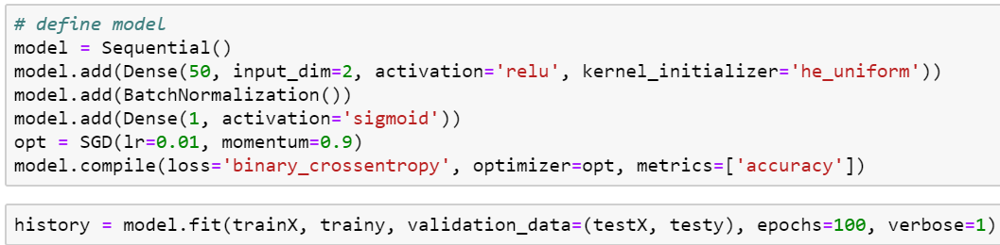 # define model
model = Sequential()
model.add(Dense(50, input_dim=2, activation='relu', kernel_initializer='he_uniform'))
model.add(BatchNormalization())
model.add(Dense(1, activation='sigmoid'))
opt = SGD(lr=0.01, momentum=0.9)
model.compile(loss='binary_crossentropy', optimizer=opt, metrics=['accuracy'])
history = model.fit(trainX, trainy, validation_data=(testX, testy), epochs=100, verbose=1)